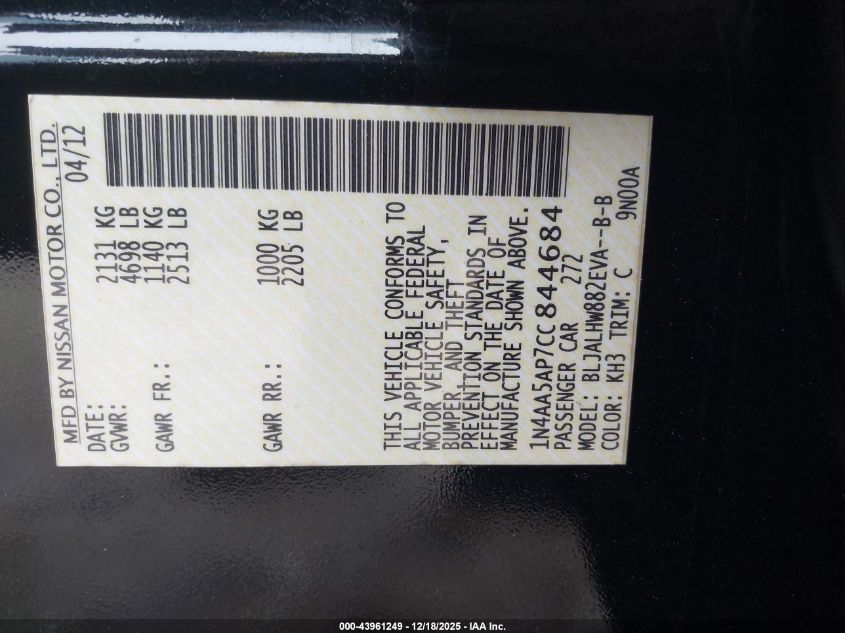 MFD BY NISSAN MOTOR CO., LTD.
DATE: 04/12
GVWR: 2131 KG
4698 LB
GAWR FR.: 1140 KG
2513 LB
GAWR RR.: 1000 KG
2205 LB
THIS VEHICLE CONFORMS TO
ALL APPLICABLE FEDERAL
MOTOR VEHICLE SAFETY,
BUMPER, AND THEFT
PREVENTION STANDARDS IN
EFFECT ON THE DATE OF
MANUFACTURE SHOWN ABOVE.
1N4AA5AP7CC844684
PASSENGER CAR 272
MODEL: BLJALHW882EVA--B-B
COLOR: KH3 TRIM: C 9N00A
000-43961249 - 12/18/2025 - IAA Inc.